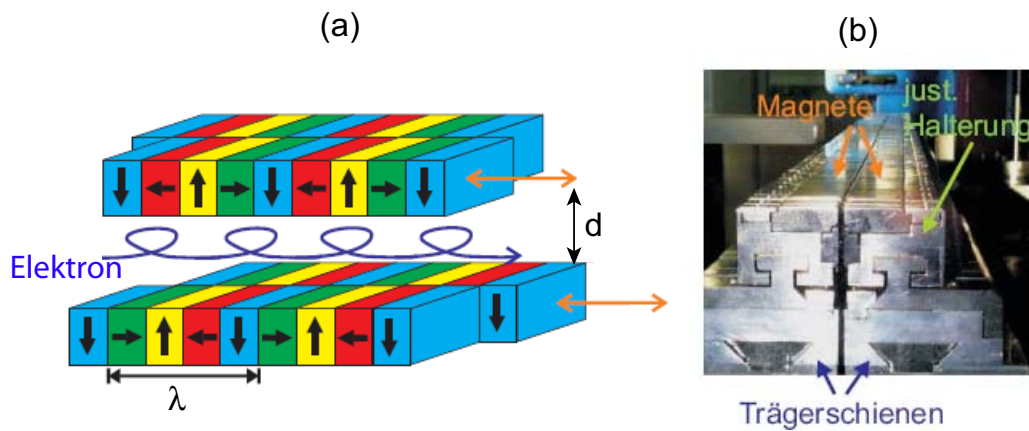 (a)
(b)
Magnete
just.
Halterung
d
Elektron
λ
Trägerschienen